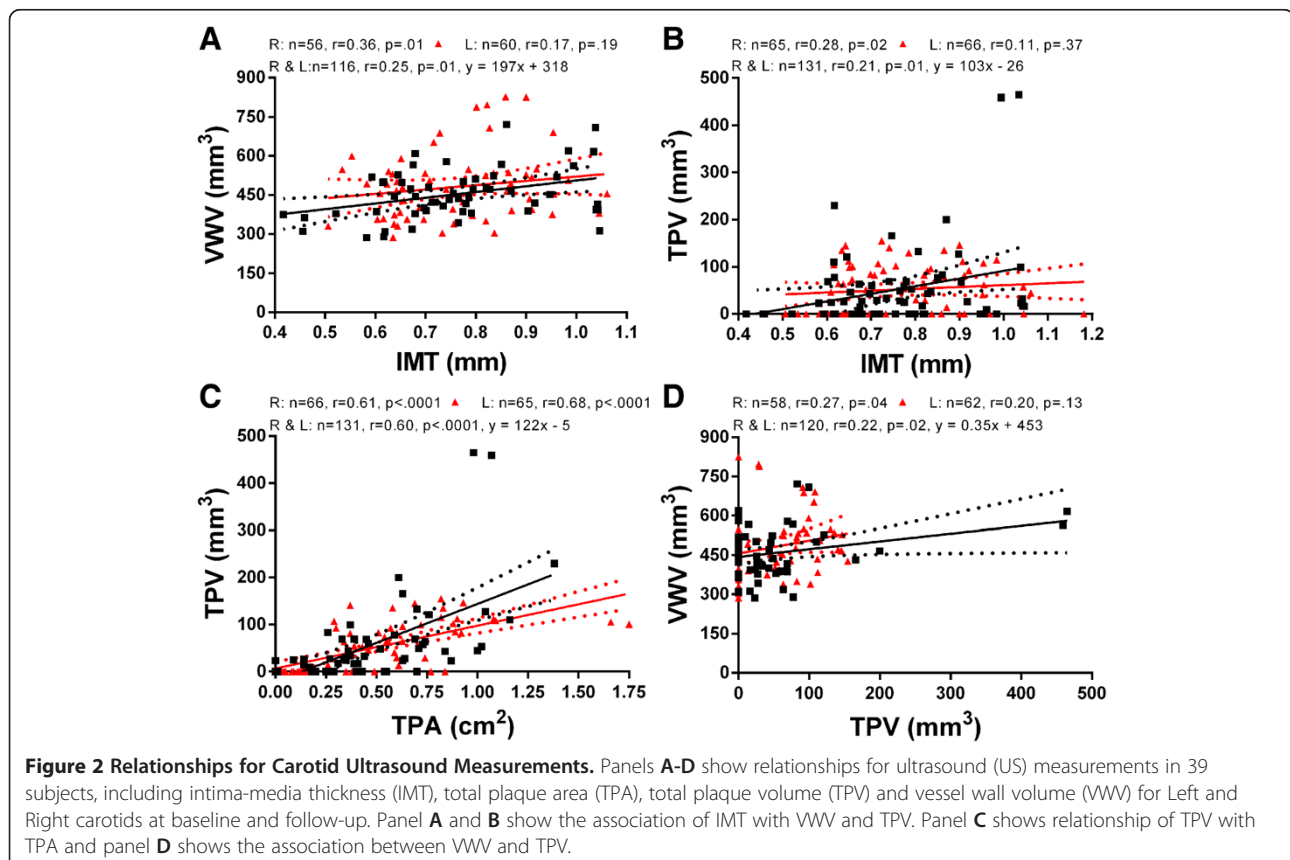 A
R: n=56, r=0.36, p=.01 ▲ L: n=60, r=0.17, p=.19
R & L:n=116, r=0.25, p=.01, y = 197x + 318
900
750
600
450
300
150
0
VWV (mm³)
0.4 0.5 0.6 0.7 0.8 0.9 1.0 1.1
IMT (mm)
B
R: n=65, r=0.28, p=.02 ▲ L: n=66, r=0.11, p=.37
R & L: n=131, r=0.21, p=.01, y = 103x - 26
500
400
300
200
100
0
TPV (mm³)
0.4 0.5 0.6 0.7 0.8 0.9 1.0 1.1 1.2
IMT (mm)
C
R: n=66, r=0.61, p<.0001 ▲ L: n=65, r=0.68, p<.0001
R & L: n=131, r=0.60, p<.0001, y = 122x - 5
500
400
300
200
100
0
TPV (mm³)
0.00 0.25 0.50 0.75 1.00 1.25 1.50 1.75
TPA (cm²)
D
R: n=58, r=0.27, p=.04 ▲ L: n=62, r=0.20, p=.13
R & L: n=120, r=0.22, p=.02, y = 0.35x + 453
900
750
600
450
300
150
0
VWV (mm³)
0 100 200 300 400 500
TPV (mm³)
Figure 2 Relationships for Carotid Ultrasound Measurements. Panels A-D show relationships for ultrasound (US) measurements in 39
subjects, including intima-media thickness (IMT), total plaque area (TPA), total plaque volume (TPV) and vessel wall volume (VWV) for Left and
Right carotids at baseline and follow-up. Panel A and B show the association of IMT with VWV and TPV. Panel C shows relationship of TPV with
TPA and panel D shows the association between VWV and TPV.